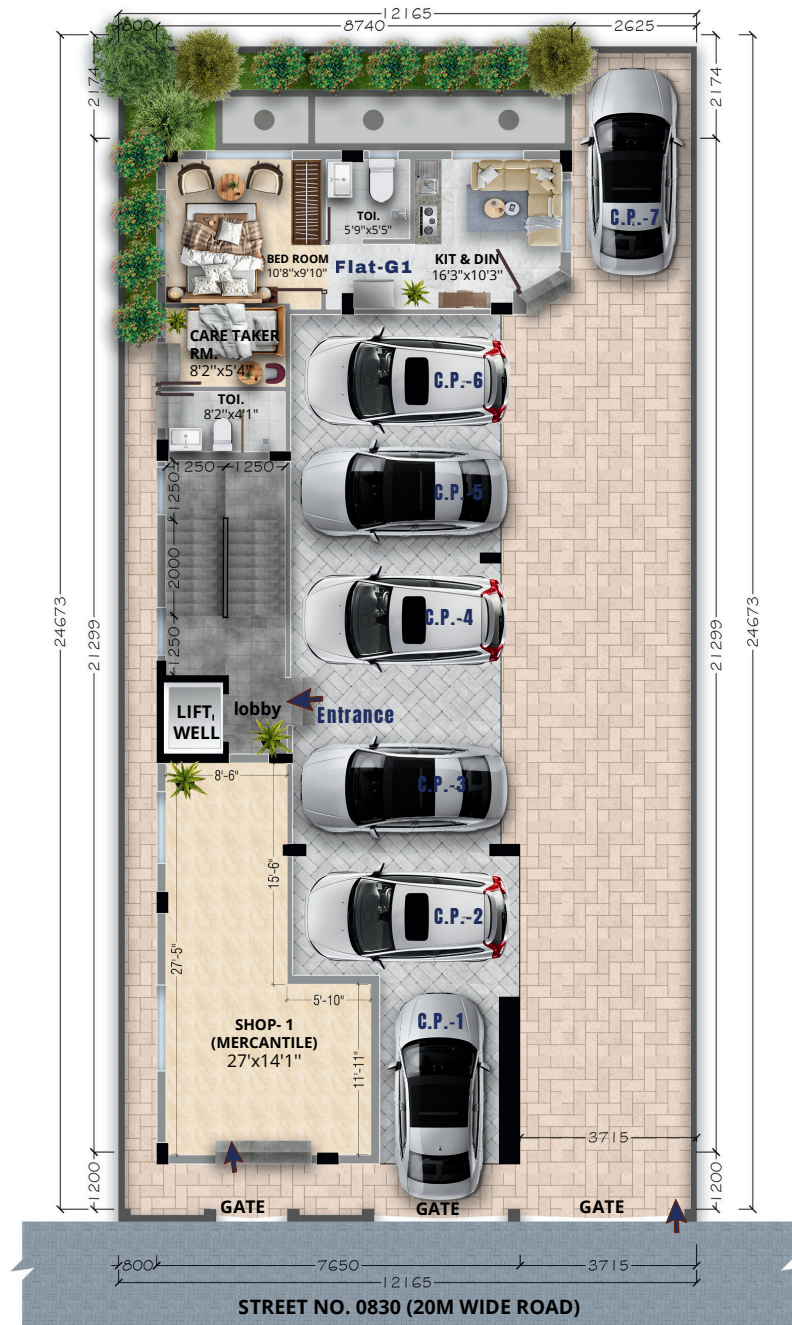 12165
800
8740
2625
2174
2174
TOI.
5'9"x5'5"
C.P.-7
BED ROOM
10'8"x9'10"
Flat-G1
KIT & DIN
16'3"x10'3"
CARE TAKER
RM.
8'2"x5'4"
C.P.-6
TOI.
8'2"x4'1"
1250
1250
1250
C.P.-5
2000
24673
21299
21299
24673
C.P.-4
1250
LIFT,
WELL
lobby
Entrance
8'-6"
C.P.-3
15'-6"
C.P.-2
27'-5"
5'-10"
C.P.-1
SHOP- 1
(MERCANTILE)
27'x14'1"
11'-11"
3715
1200
1200
GATE
GATE
GATE
800
7650
3715
12165
STREET NO. 0830 (20M WIDE ROAD)